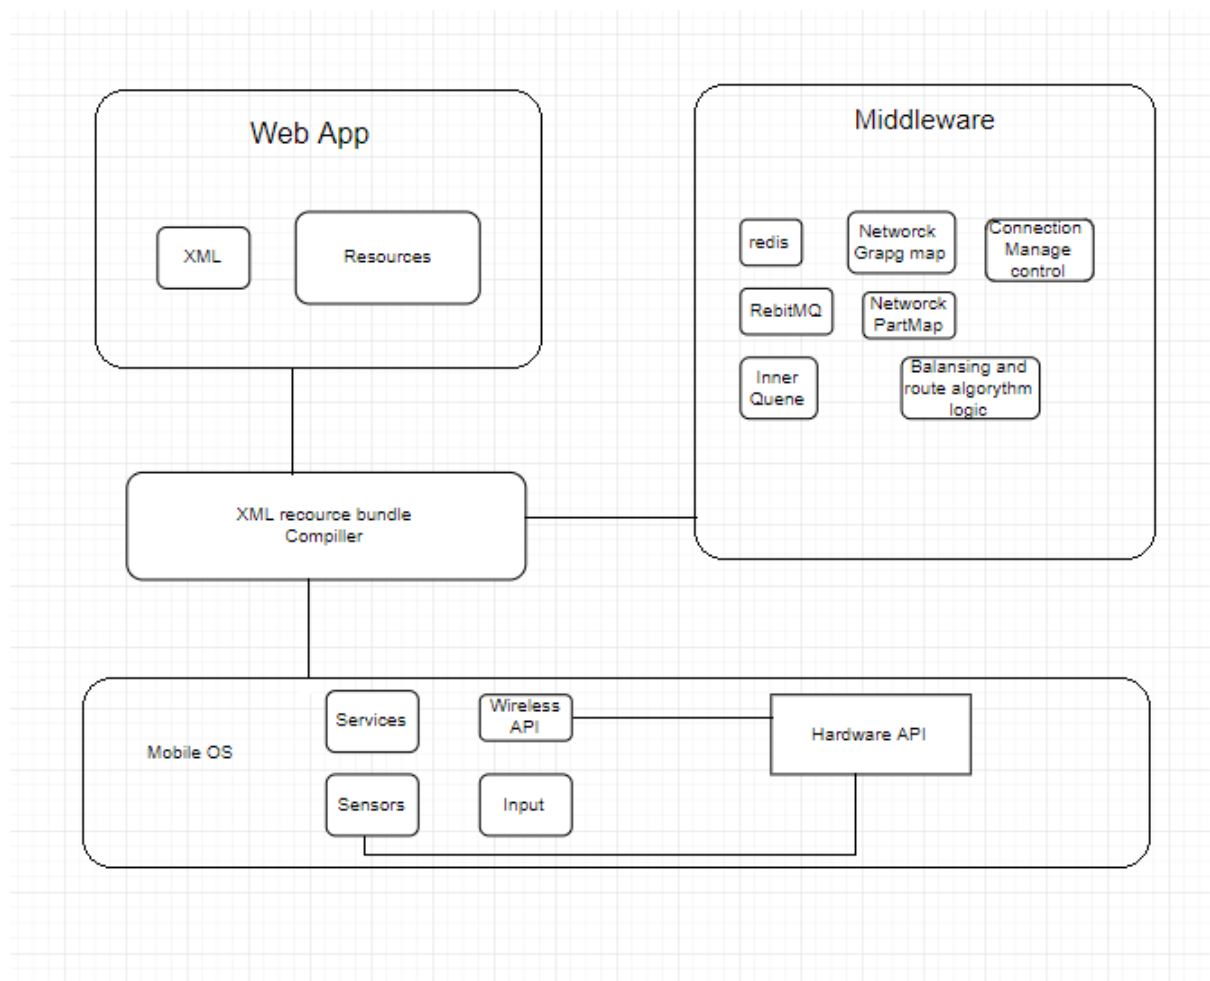 Web App
XML
Resources
Middleware
redis
Networck
Grapg map
Connection
Manage
control
RebitMQ
Networck
PartMap
Inner
Quene
Balansing and
route algorythm
logic
XML recource bundle
Compiller
Mobile OS
Services
Wireless
API
Hardware API
Sensors
Input